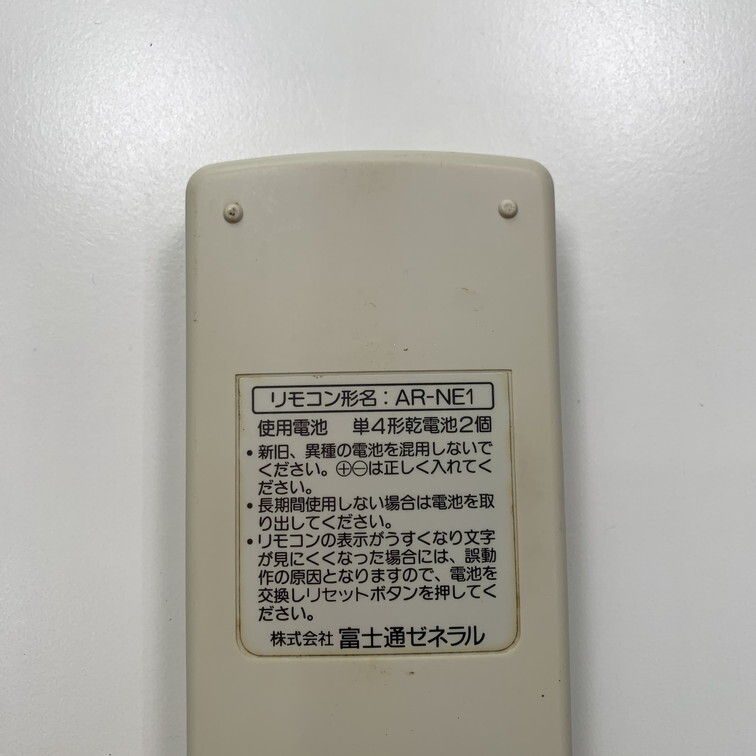 リモコン形名：AR-NE1
使用電池　単4形乾電池2個
• 新旧、異種の電池を混用しないで
ください。⊕⊖は正しく入れてく
ださい。
• 長期間使用しない場合は電池を取
り出してください。
• リモコンの表示がうすくなり文字
が見にくくなった場合には、誤動
作の原因となりますので、電池を
交換しリセットボタンを押してく
ださい。
株式会社 富士通ゼネラル